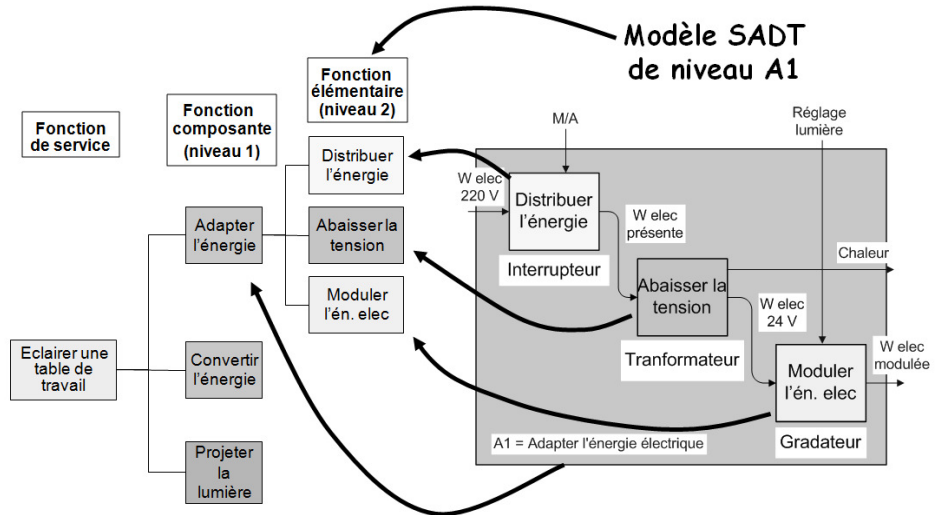 Modèle SADT
de niveau A1
Fonction
élémentaire
(niveau 2)
Fonction
composante
(niveau 1)
Fonction
de service
Distribuer
l'énergie
Adapter
l'énergie
Abaisser la
tension
Moduler
l'én. elec
Eclairer une
table de
travail
Convertir
l'énergie
Projeter
la
lumière
M/A
Réglage
lumière
W elec
220 V
Distribuer
l'énergie
Interrupteur
W elec
présente
Chaleur
Abaisser la
tension
Tranformateur
W elec
24 V
W elec
modulée
Moduler
l'én. elec
Gradateur
A1 = Adapter l'énergie électrique